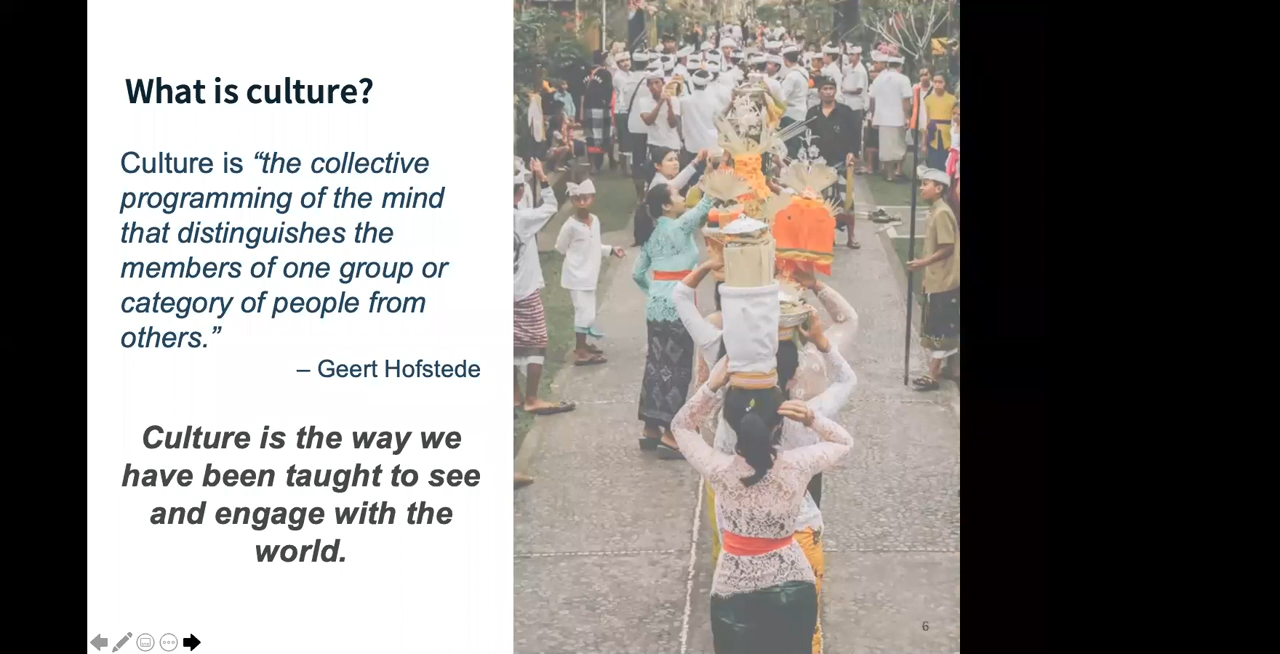 What is culture?
Culture is “the collective
programming of the mind
that distinguishes the
members of one group or
category of people from
others.”
– Geert Hofstede
Culture is the way we
have been taught to see
and engage with the
world.
6